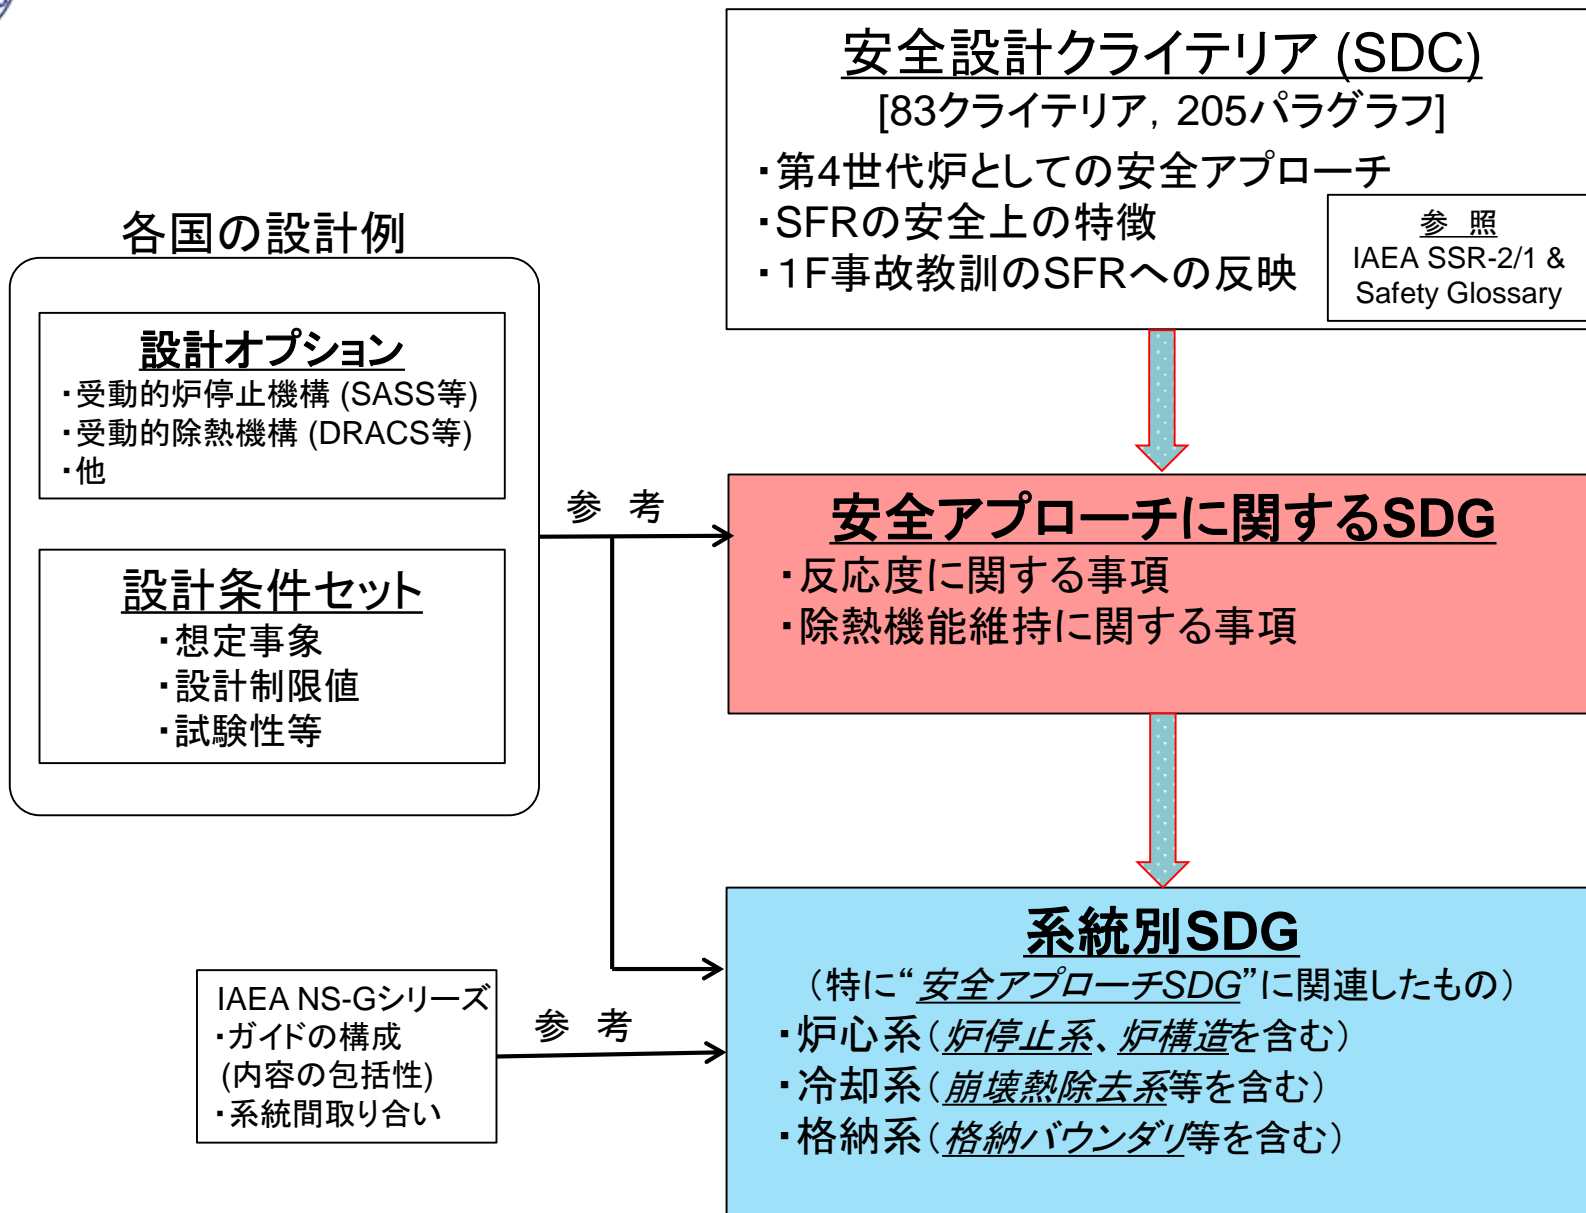 安全設計クライテリア (SDC)
[83クライテリア, 205パラグラフ]
・第4世代炉としての安全アプローチ
・SFRの安全上の特徴
・1F事故教訓のSFRへの反映
参 照
IAEA SSR-2/1 &
Safety Glossary
各国の設計例
設計オプション
・受動的炉停止機構 (SASS等)
・受動的除熱機構 (DRACS等)
・他
設計条件セット
・想定事象
・設計制限値
・試験性等
参 考
安全アプローチに関するSDG
・反応度に関する事項
・除熱機能維持に関する事項
IAEA NS-Gシリーズ
・ガイドの構成
(内容の包括性)
・系統間取り合い
参 考
系統別SDG
（特に“安全アプローチSDG”に関連したもの）
・炉心系（炉停止系、炉構造を含む）
・冷却系（崩壊熱除去系等を含む）
・格納系（格納バウンダリ等を含む）